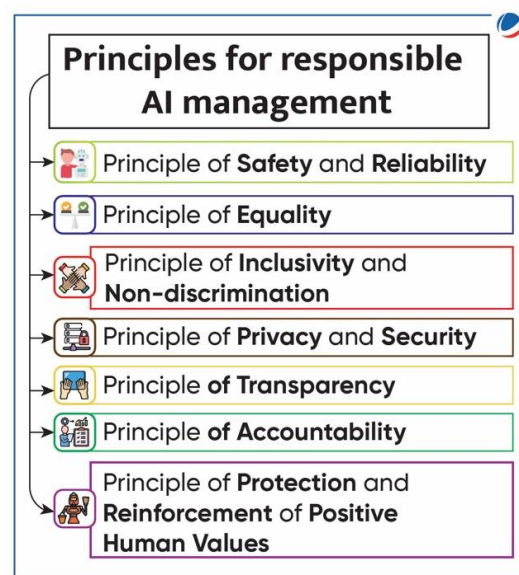 Principles for responsible
AI management
Principle of Safety and Reliability
Principle of Equality
Principle of Inclusivity and
Non-discrimination
Principle of Privacy and Security
Principle of Transparency
Principle of Accountability
Principle of Protection and
Reinforcement of Positive
Human Values